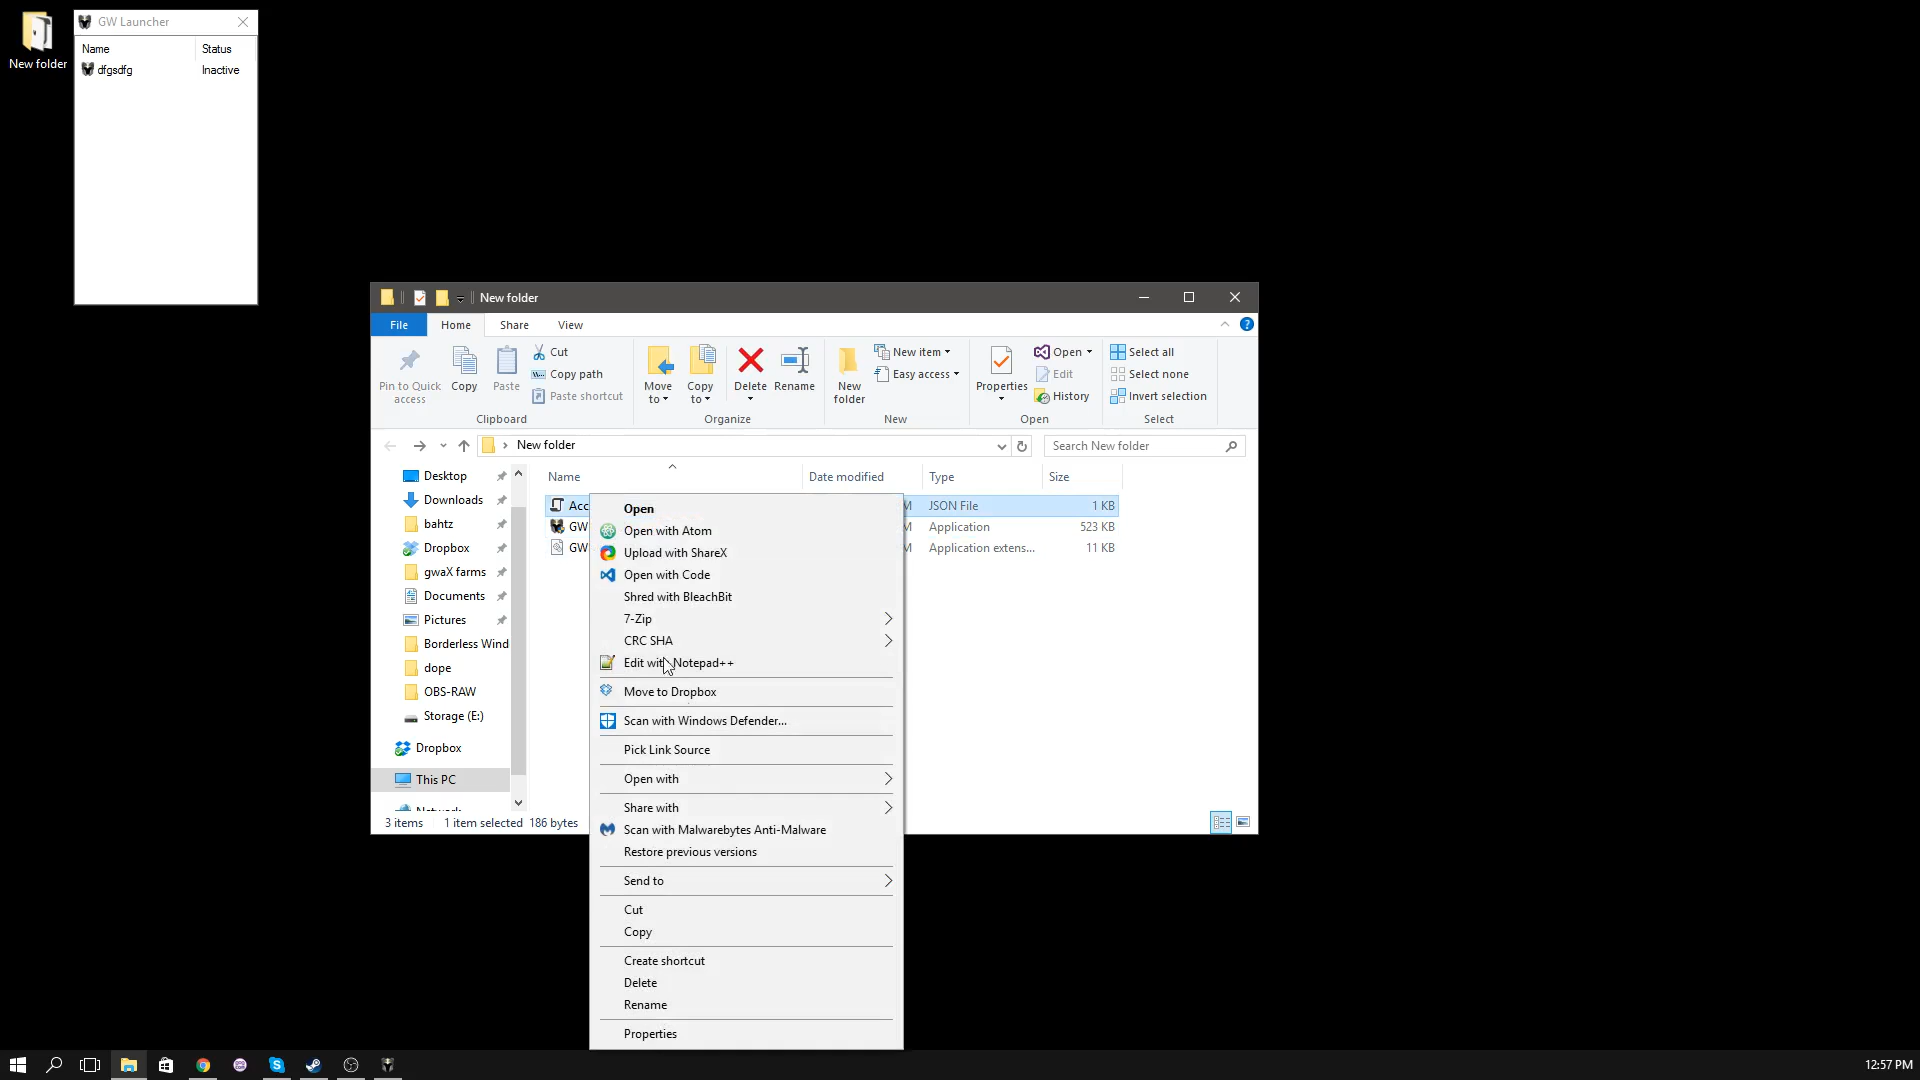 New folder
GW Launcher
Name
Status
dfgsdfg
Inactive
New folder
File
Home
Share
View
Pin to Quick access
Copy
Paste
Cut
Copy path
Paste shortcut
Clipboard
Move to
Copy to
Delete
Rename
Organize
New folder
New item
Easy access
New
Properties
Open
Edit
History
Open
Select all
Select none
Invert selection
Select
New folder
Search New folder
Desktop
Downloads
bahtz
Dropbox
gwaX farms
Documents
Pictures
Borderless Wind
dope
OBS-RAW
Storage (E:)
Dropbox
This PC
Name
Date modified
Type
Size
Acc
M
JSON File
1 KB
GW
M
Application
523 KB
GW
M
Application extens...
11 KB
Open
Open with Atom
Upload with ShareX
Open with Code
Shred with BleachBit
7-Zip
CRC SHA
Edit with Notepad++
Move to Dropbox
Scan with Windows Defender...
Pick Link Source
Open with
Share with
Scan with Malwarebytes Anti-Malware
Restore previous versions
Send to
Cut
Copy
Create shortcut
Delete
Rename
Properties
3 items
1 item selected 186 bytes
12:57 PM